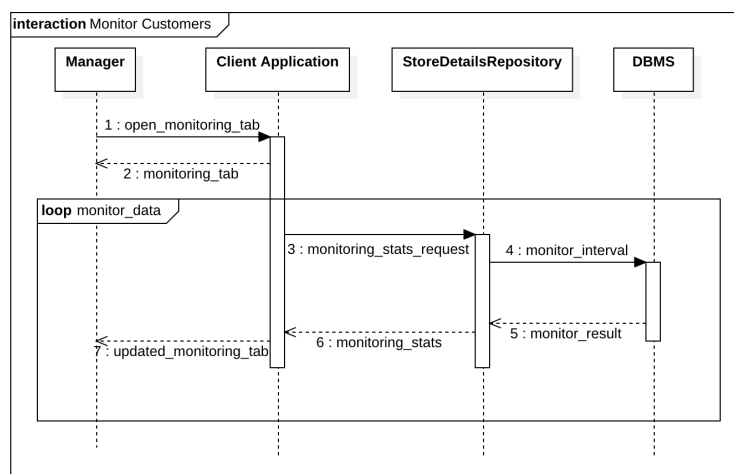 interaction Monitor Customers
Manager
Client Application
StoreDetailsRepository
DBMS
1 : open_monitoring_tab
2 : monitoring_tab
loop monitor_data
3 : monitoring_stats_request
4 : monitor_interval
5 : monitor_result
6 : monitoring_stats
7 : updated_monitoring_tab